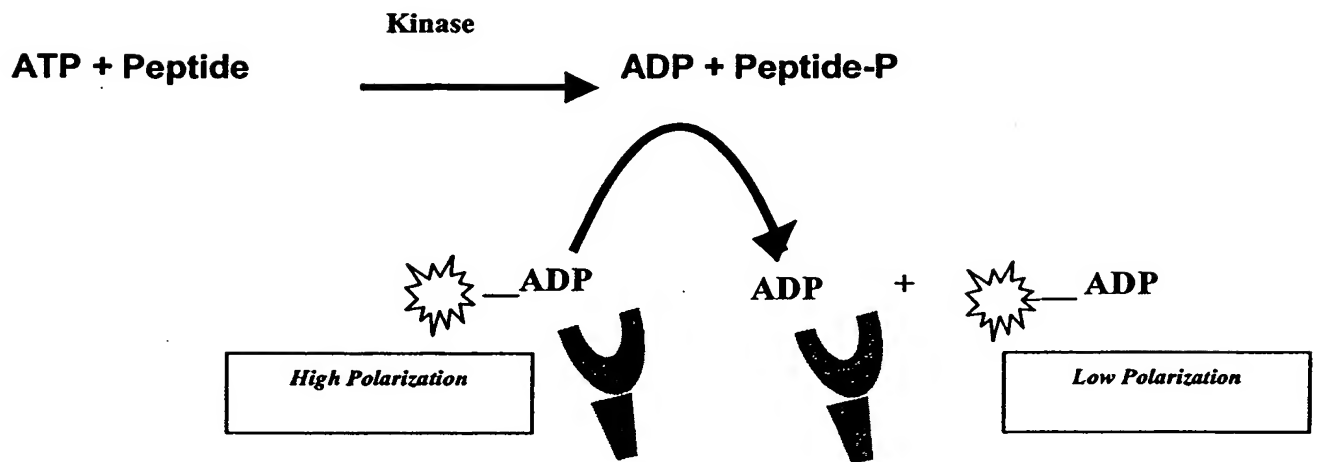 Kinase
ATP + Peptide
ADP + Peptide-P
ADP
ADP + ADP
High Polarization
Low Polarization